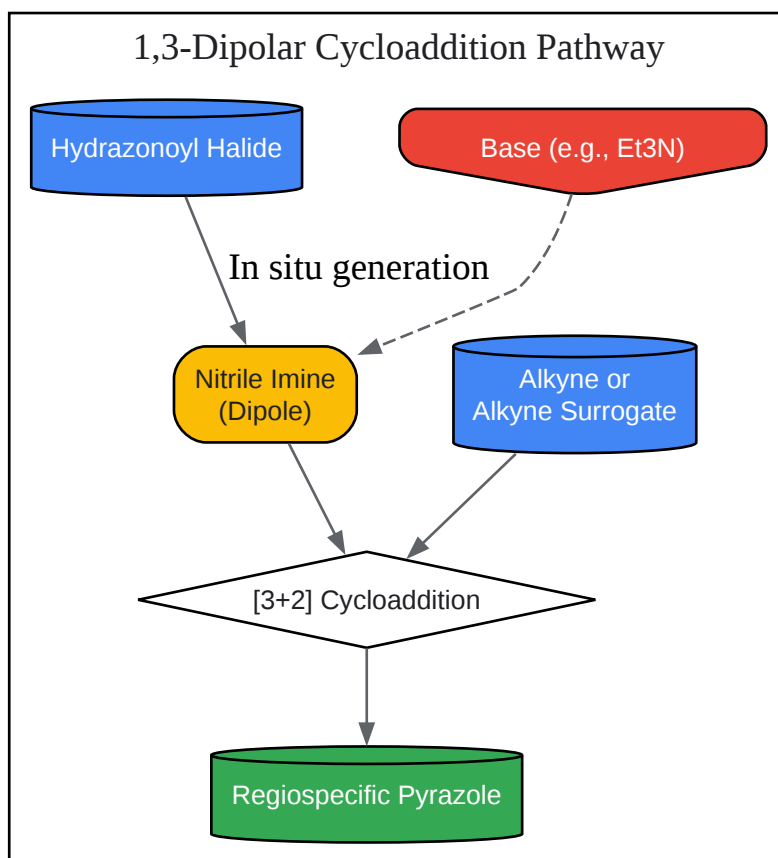 1,3-Dipolar Cycloaddition Pathway
Hydrazonoyl Halide
Base (e.g., Et3N)
In situ generation
Nitrile Imine
(Dipole)
Alkyne or
Alkyne Surrogate
[3+2] Cycloaddition
Regiospecific Pyrazole